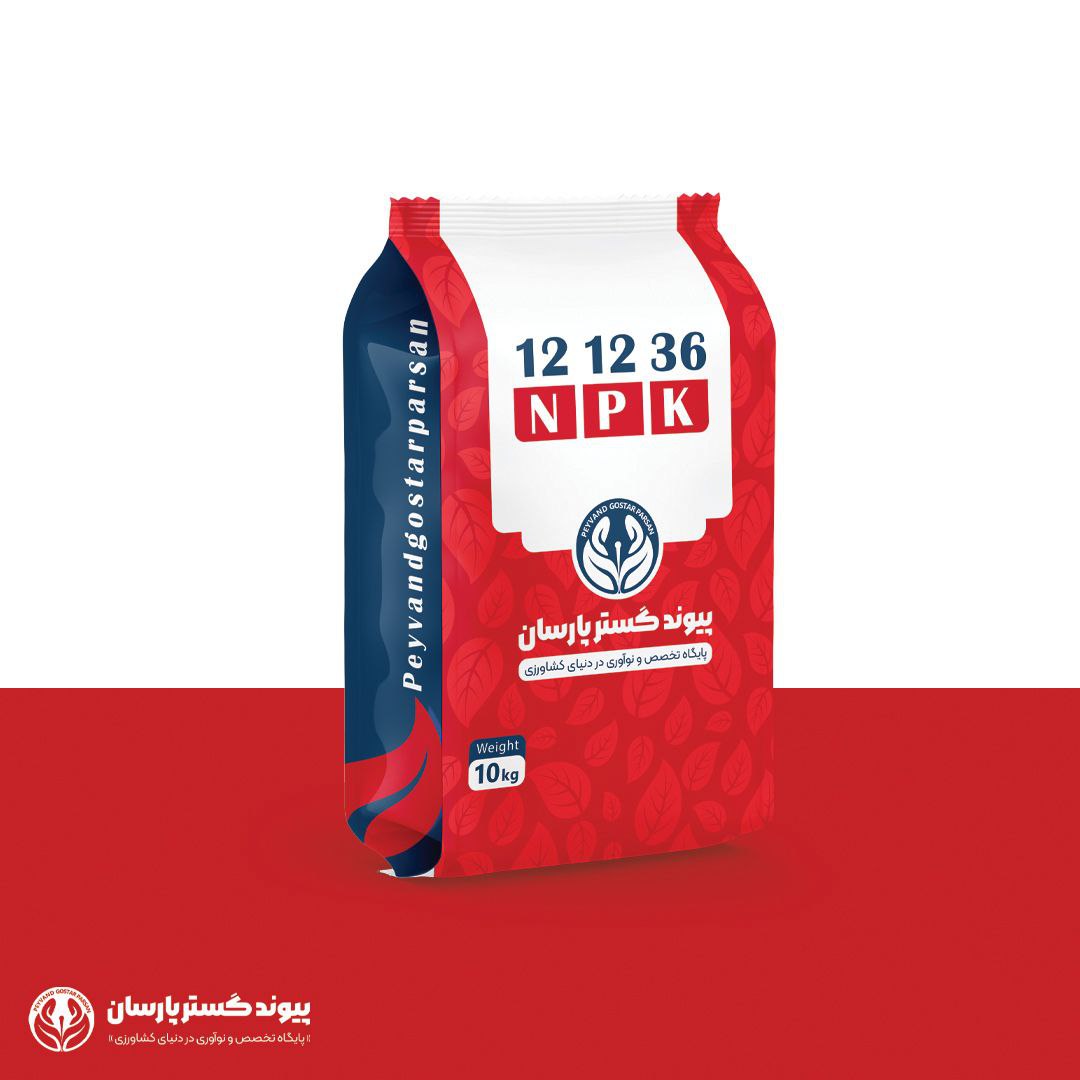 12 12 36
N P K
PEYVAND GOSTAR PARSAN
پیوند گستر پارسان
پایگاه تخصص و نوآوری در دنیای کشاورزی
Weight
10kg
Peyvandgostarparsan
PEYVAND GOSTAR PARSAN
پیوند گستر پارسان
«پایگاه تخصص و نوآوری در دنیای کشاورزی»